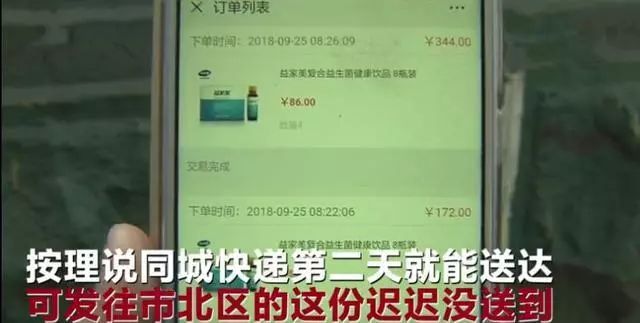 × 订单列表 •••
下单时间：2018-09-25 08:26:09 ￥344.00
益家美复合益生菌健康饮品 8瓶装
￥86.00
数量4
交易完成
下单时间：2018-09-25 08:22:06 ￥172.00
益家美复合益生菌健康饮品 8瓶装
按理说同城快递第二天就能送达
可发往市北区的这份迟迟没送到